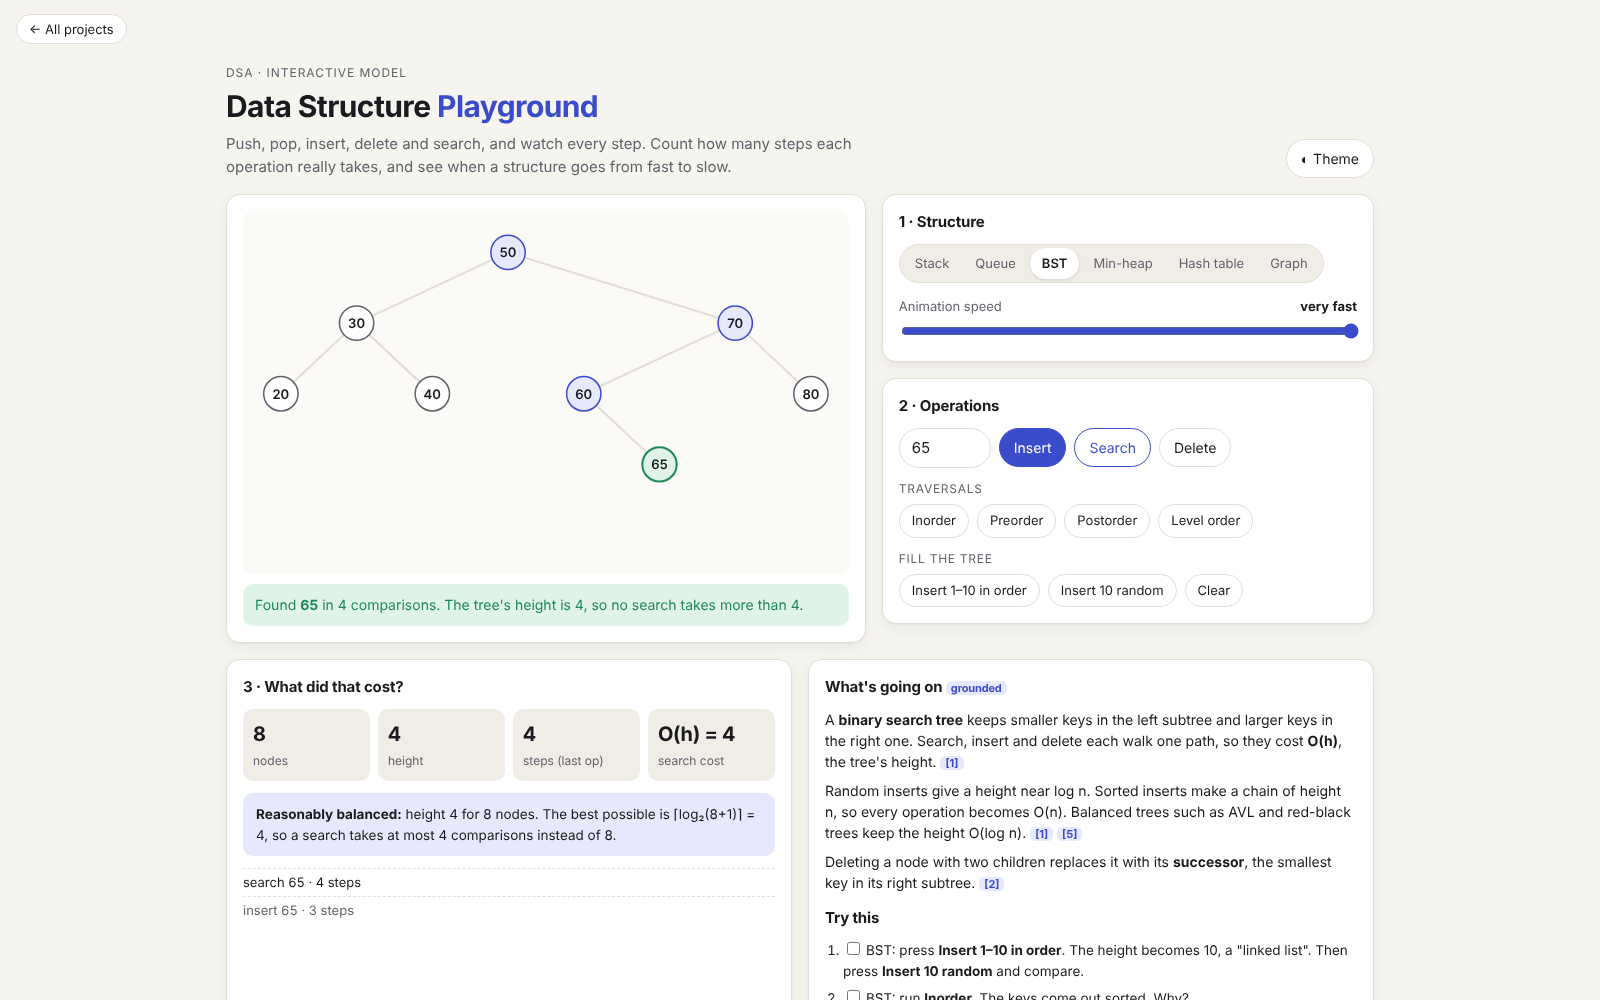 ← All projects
DSA · INTERACTIVE MODEL
Data Structure Playground
Push, pop, insert, delete and search, and watch every step. Count how many steps each
operation really takes, and see when a structure goes from fast to slow.
Theme
50
30
70
20
40
60
80
65
Found 65 in 4 comparisons. The tree's height is 4, so no search takes more than 4.
1 · Structure
Stack Queue BST Min-heap Hash table Graph
Animation speed very fast
2 · Operations
65 Insert Search Delete
TRAVERSALS
Inorder Preorder Postorder Level order
FILL THE TREE
Insert 1–10 in order Insert 10 random Clear
3 · What did that cost?
8
nodes
4
height
4
steps (last op)
O(h) = 4
search cost
Reasonably balanced: height 4 for 8 nodes. The best possible is ⌈log₂(8+1)⌉ =
4, so a search takes at most 4 comparisons instead of 8.
search 65 · 4 steps
insert 65 · 3 steps
What's going on grounded
A binary search tree keeps smaller keys in the left subtree and larger keys in
the right one. Search, insert and delete each walk one path, so they cost O(h),
the tree's height. [1]
Random inserts give a height near log n. Sorted inserts make a chain of height
n, so every operation becomes O(n). Balanced trees such as AVL and red-black
trees keep the height O(log n). [1] [5]
Deleting a node with two children replaces it with its successor, the smallest
key in its right subtree. [2]
Try this
1. BST: press Insert 1–10 in order. The height becomes 10, a "linked list". Then
press Insert 10 random and compare.
2. BST: run Inorder. The keys come out sorted. Why?